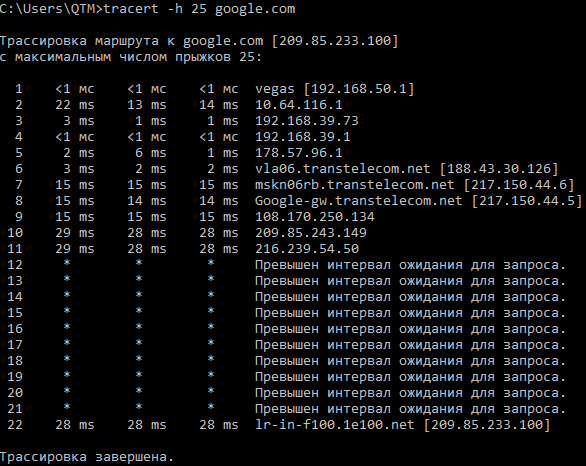 C:\Users\QTM>tracert -h 25 google.com
Трассировка маршрута к google.com [209.85.233.100]
с максимальным числом прыжков 25:
1 <1 мс <1 мс <1 мс vegas [192.168.50.1]
2 22 ms 13 ms 14 ms 10.64.116.1
3 3 ms 1 ms 1 ms 192.168.39.73
4 <1 мс <1 мс <1 мс 192.168.39.1
5 2 ms 6 ms 1 ms 178.57.96.1
6 3 ms 2 ms 2 ms vla06.transtelecom.net [188.43.30.126]
7 15 ms 15 ms 15 ms mskn06rb.transtelecom.net [217.150.44.6]
8 15 ms 14 ms 14 ms Google-gw.transtelecom.net [217.150.44.5]
9 15 ms 15 ms 15 ms 108.170.250.134
10 29 ms 28 ms 28 ms 209.85.243.149
11 29 ms 28 ms 28 ms 216.239.54.50
12 * * * Превышен интервал ожидания для запроса.
13 * * * Превышен интервал ожидания для запроса.
14 * * * Превышен интервал ожидания для запроса.
15 * * * Превышен интервал ожидания для запроса.
16 * * * Превышен интервал ожидания для запроса.
17 * * * Превышен интервал ожидания для запроса.
18 * * * Превышен интервал ожидания для запроса.
19 * * * Превышен интервал ожидания для запроса.
20 * * * Превышен интервал ожидания для запроса.
21 * * * Превышен интервал ожидания для запроса.
22 28 ms 28 ms 28 ms lr-in-f100.1e100.net [209.85.233.100]
Трассировка завершена.